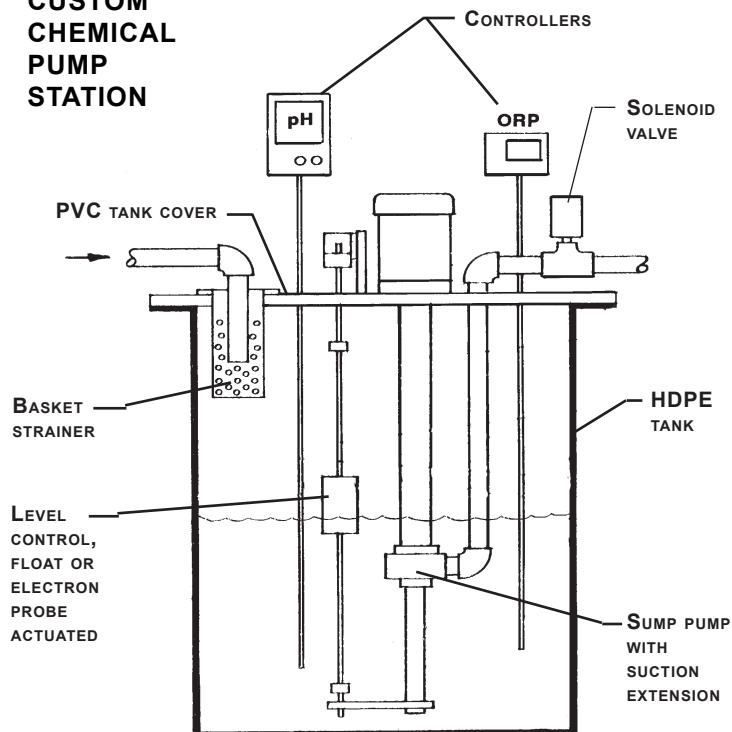 CUSTOM
CHEMICAL
PUMP
STATION
CONTROLLERS
pH
ORP
SOLENOID
VALVE
PVC TANK COVER
BASKET
STRAINER
HDPE
TANK
LEVEL
CONTROL,
FLOAT OR
ELECTRON
PROBE
ACTUATED
SUMP PUMP
WITH
SUCTION
EXTENSION